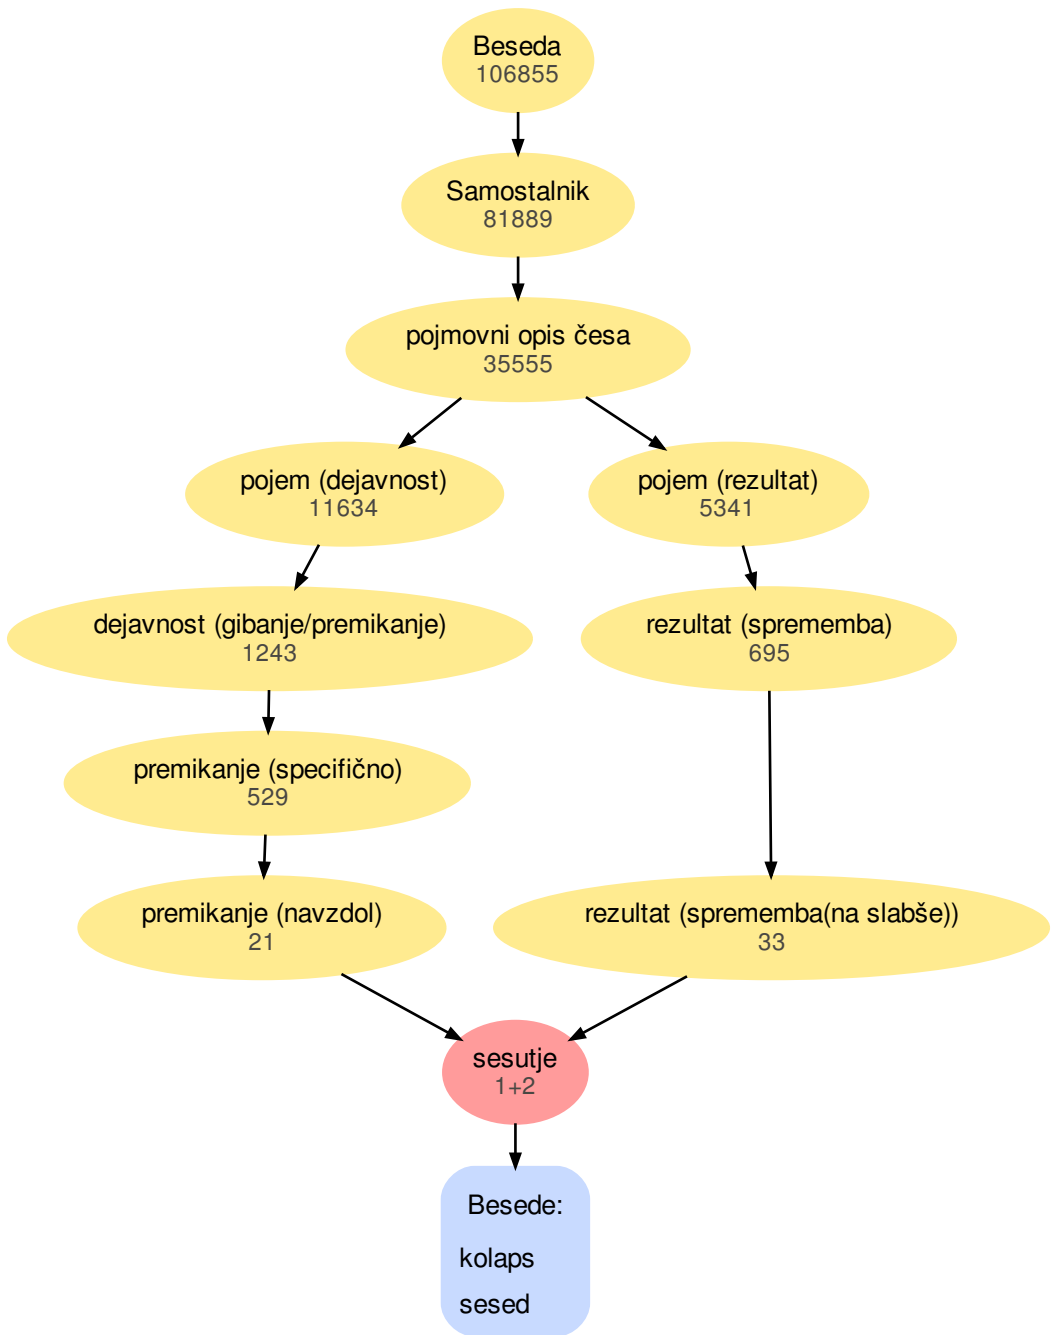 Beseda
106855
Samostalnik
81889
pojmovni opis česa
35555
pojem (dejavnost)
11634
pojem (rezultat)
5341
dejavnost (gibanje/premikanje)
1243
rezultat (sprememba)
695
premikanje (specifično)
529
premikanje (navzdol)
21
rezultat (sprememba(na slabše))
33
sesutje
1+2
Besede:
kolaps
sesed